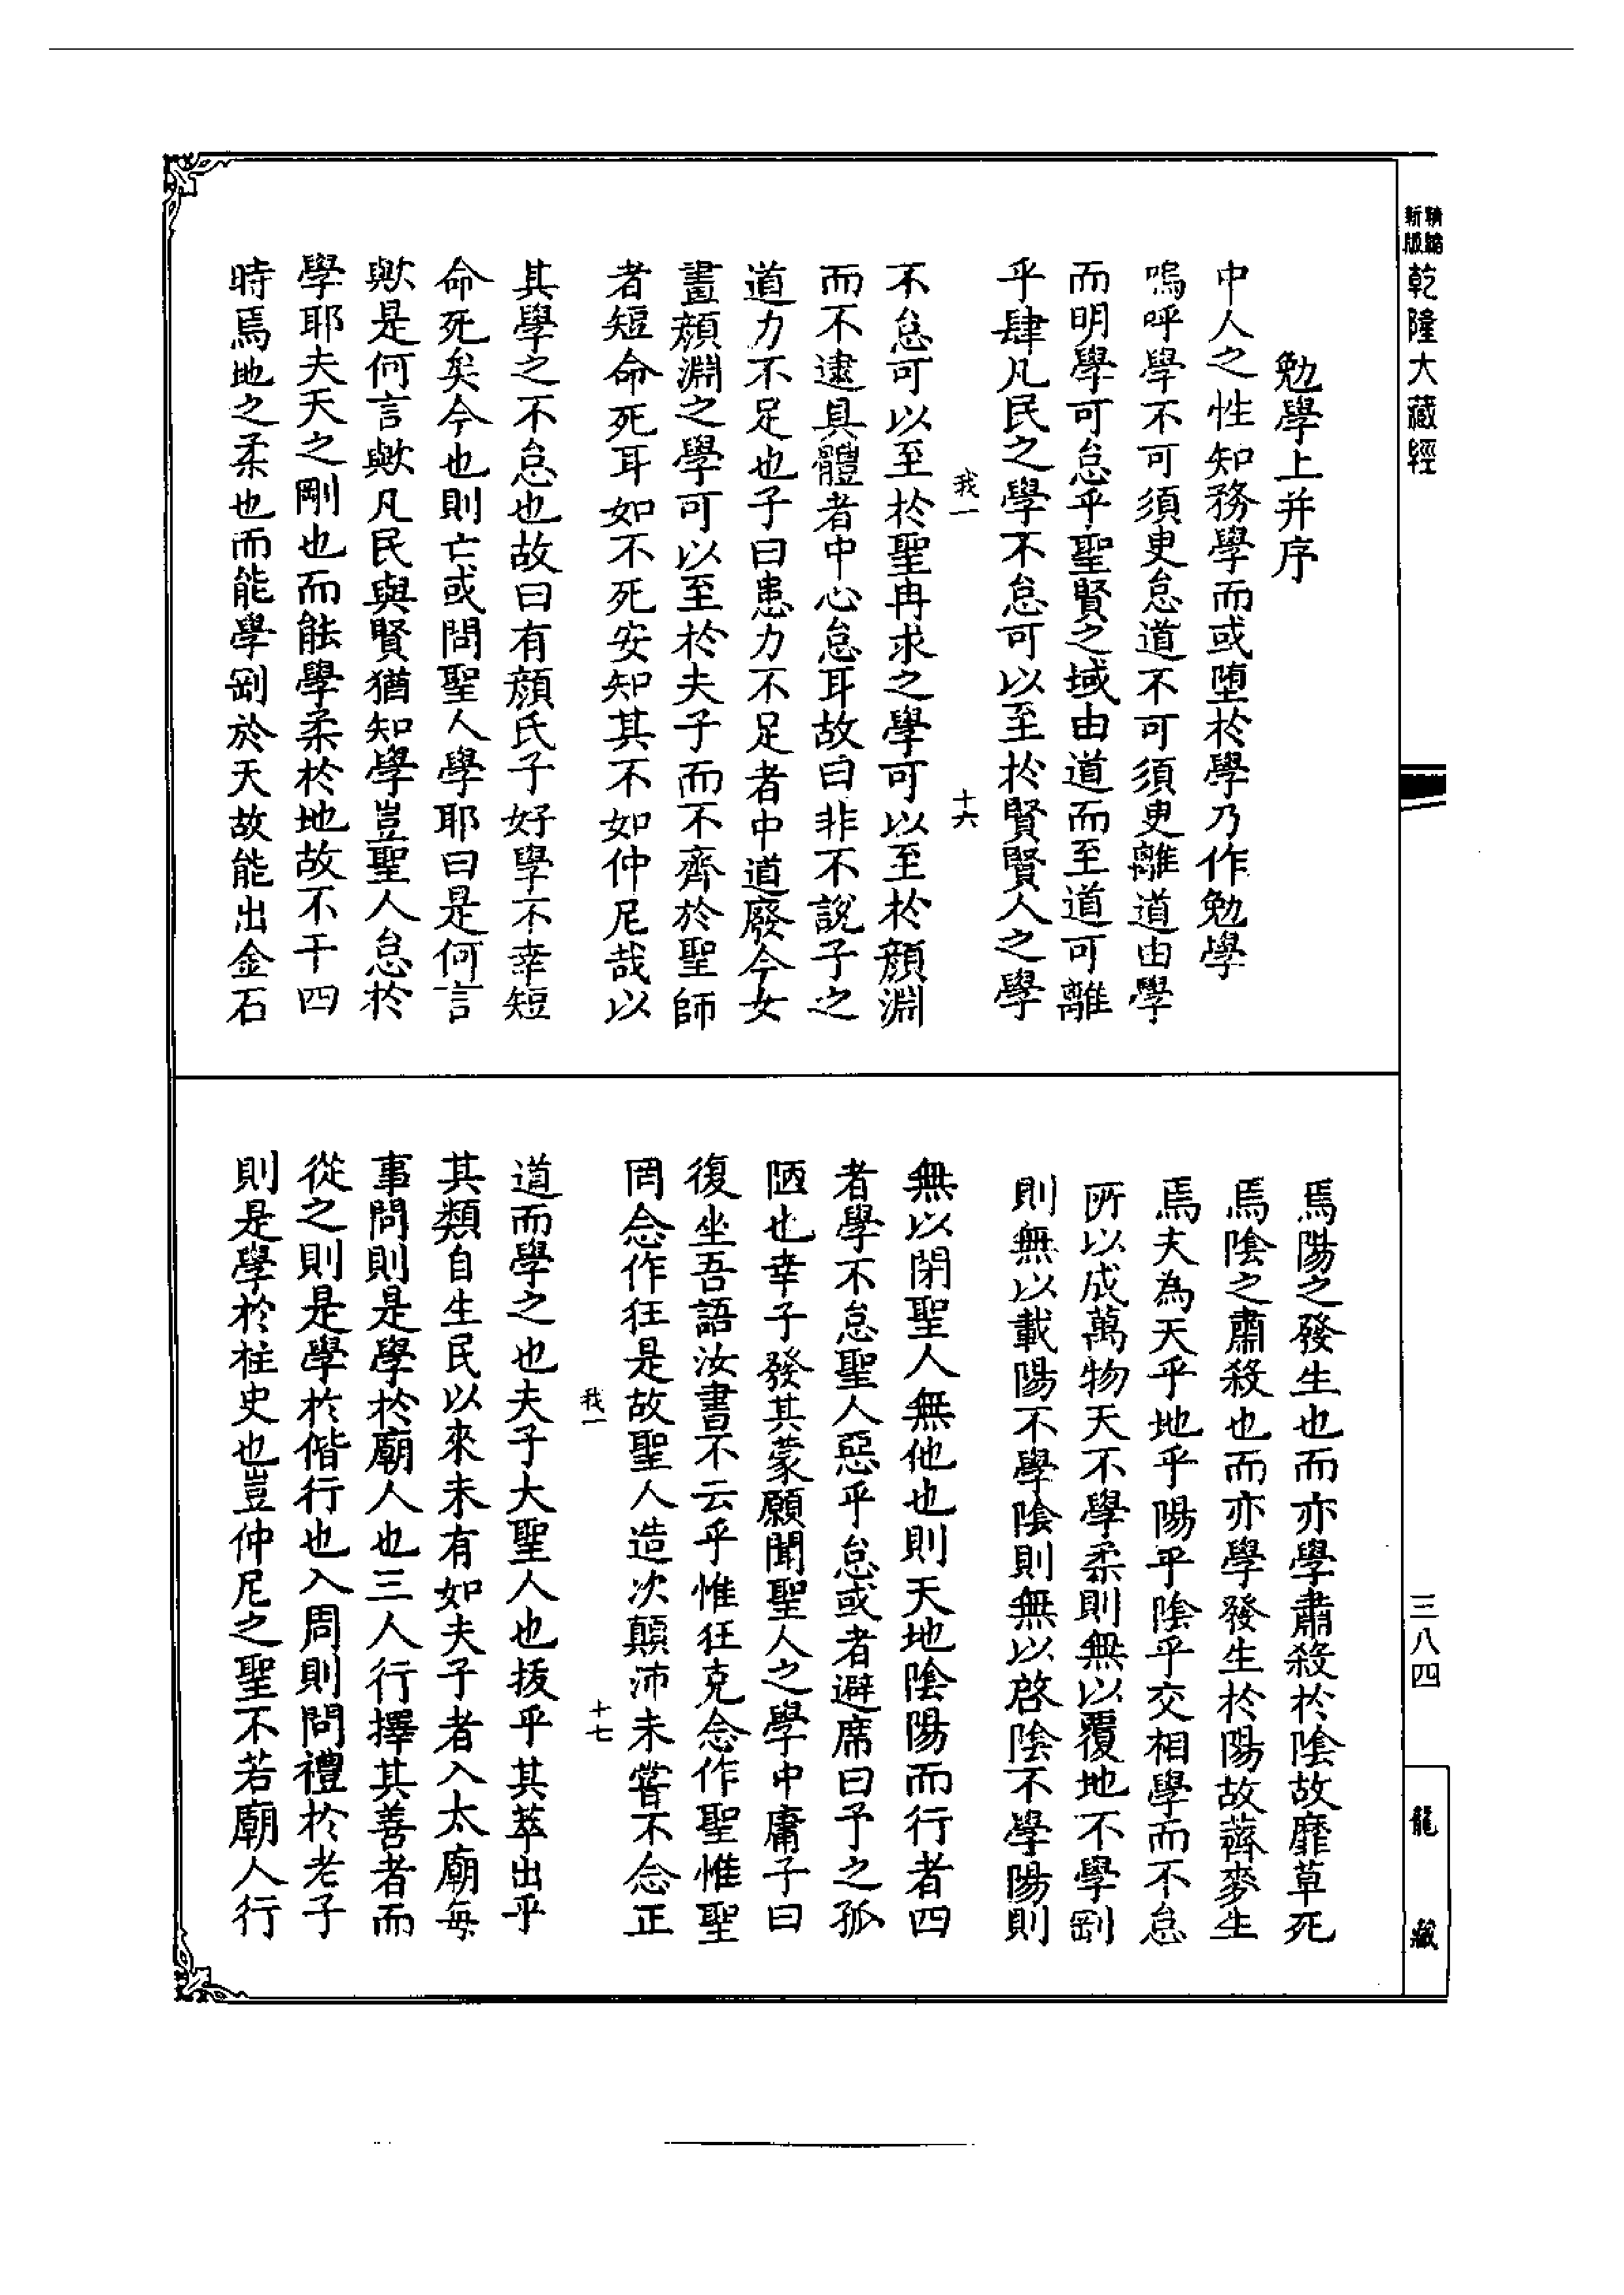 精縮新版乾隆大藏經
勉學上并序
中人之性知務學而或墮於學乃作勉學
嗚呼學不可須臾怠道不可須臾離道由學
而明學可怠乎聖賢之域由道而至道可離
乎肆凡民之學不怠可以至於賢賢人之學
我一
十六
不怠可以至於聖冉求之學可以至於顏淵
而不逮具體者中心怠耳故曰非不說子之
道力不足也子曰患力不足者中道廢今女
畫顏淵之學可以至於夫子而不齊於聖師
者短命死耳如不死安知其不如仲尼哉以
其學之不怠也故曰有顏氏子好學不幸短
命死矣今也則亡或問聖人學耶曰是何言
歟是何言歟凡民與賢猶知學豈聖人怠於
學耶夫天之剛也而能學柔於地故不干四
時焉地之柔也而能學剛於天故能出金石
焉陽之發生也而亦學肅殺於陰故靡草死
焉陰之肅殺也而亦學發生於陽故薺麥生
焉夫為天乎地乎陽乎陰乎交相學而不怠
所以成萬物天不學柔則無以覆地不學剛
則無以載陽不學陰則無以啓陰不學陽則
無以閉聖人無他也則天地陰陽而行者四
者學不怠聖人惡乎怠或者避席曰予之孤
陋也幸子發其蒙願聞聖人之學中庸子曰
復坐吾語汝書不云乎惟狂克念作聖惟聖
罔念作狂是故聖人造次顛沛未嘗不念正
我一
十七
道而學之也夫子大聖人也拔乎其萃出乎
其類自生民以來未有如夫子者入太廟每
事問則是學於廟人也三人行擇其善者而
從之則是學於偕行也入周則問禮於老子
則是學於柱史也豈仲尼之聖不若廟人行
三八四
龍藏